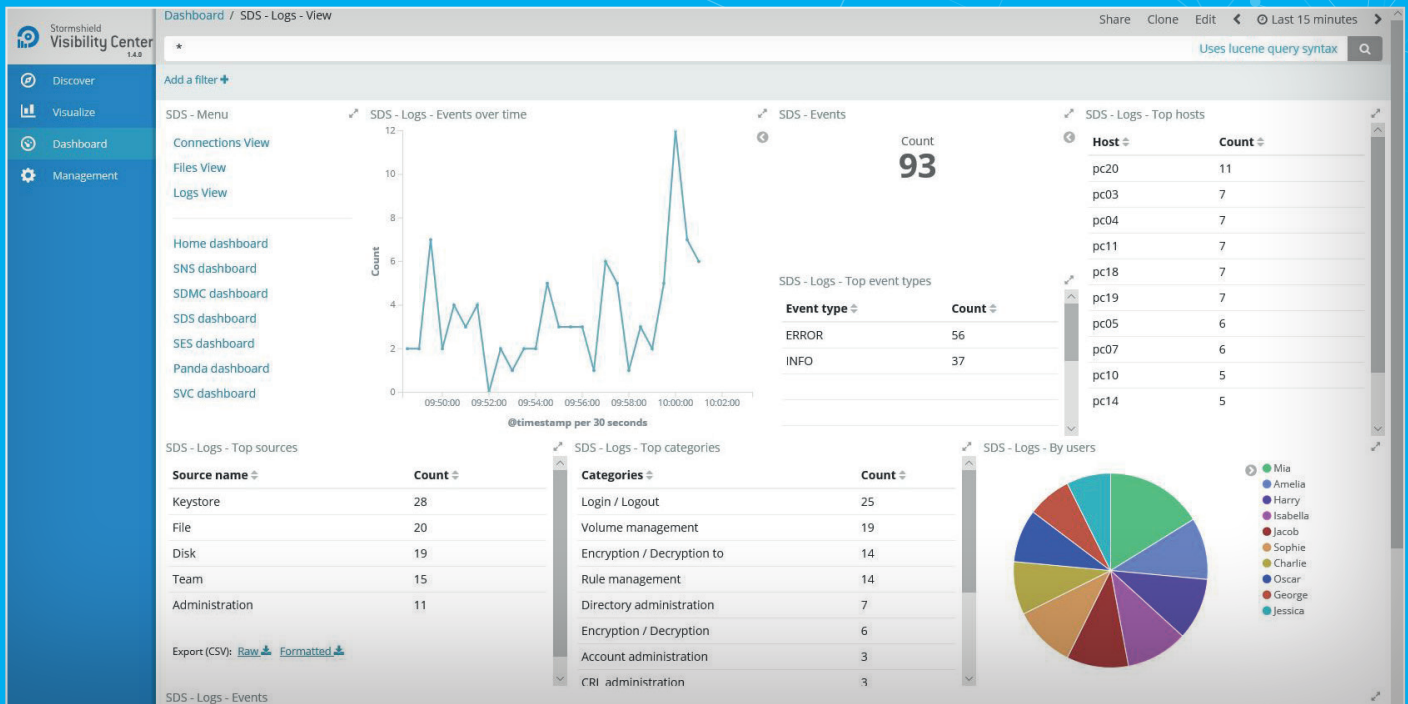 Stormshield
Visibility Center
1.4.0
Discover
Visualize
Dashboard
Management
Dashboard / SDS - Logs - View
Share Clone Edit Last 15 minutes
*
Uses lucene query syntax
Add a filter +
SDS - Menu
Connections View
Files View
Logs View
Home dashboard
SNS dashboard
SDMC dashboard
SDS dashboard
SES dashboard
Panda dashboard
SVC dashboard
SDS - Logs - Events over time
12
10
8
6
4
2
0
Count
09:50:00 09:52:00 09:54:00 09:56:00 09:58:00 10:00:00 10:02:00
@timestamp per 30 seconds
SDS - Events
Count
93
SDS - Logs - Top event types
Event type Count
ERROR 56
INFO 37
SDS - Logs - Top hosts
Host Count
pc20 11
pc03 7
pc04 7
pc11 7
pc18 7
pc19 7
pc05 6
pc07 6
pc10 5
pc14 5
SDS - Logs - Top sources
Source name Count
Keystore 28
File 20
Disk 19
Team 15
Administration 11
Export (CSV): Raw Formatted
SDS - Logs - Top categories
Categories Count
Login / Logout 25
Volume management 19
Encryption / Decryption to 14
Rule management 14
Directory administration 7
Encryption / Decryption 6
Account administration 3
CRL administration 3
SDS - Logs - By users
Mia
Amelia
Harry
Isabella
Jacob
Sophie
Charlie
Oscar
George
Jessica
SDS - Logs - Events